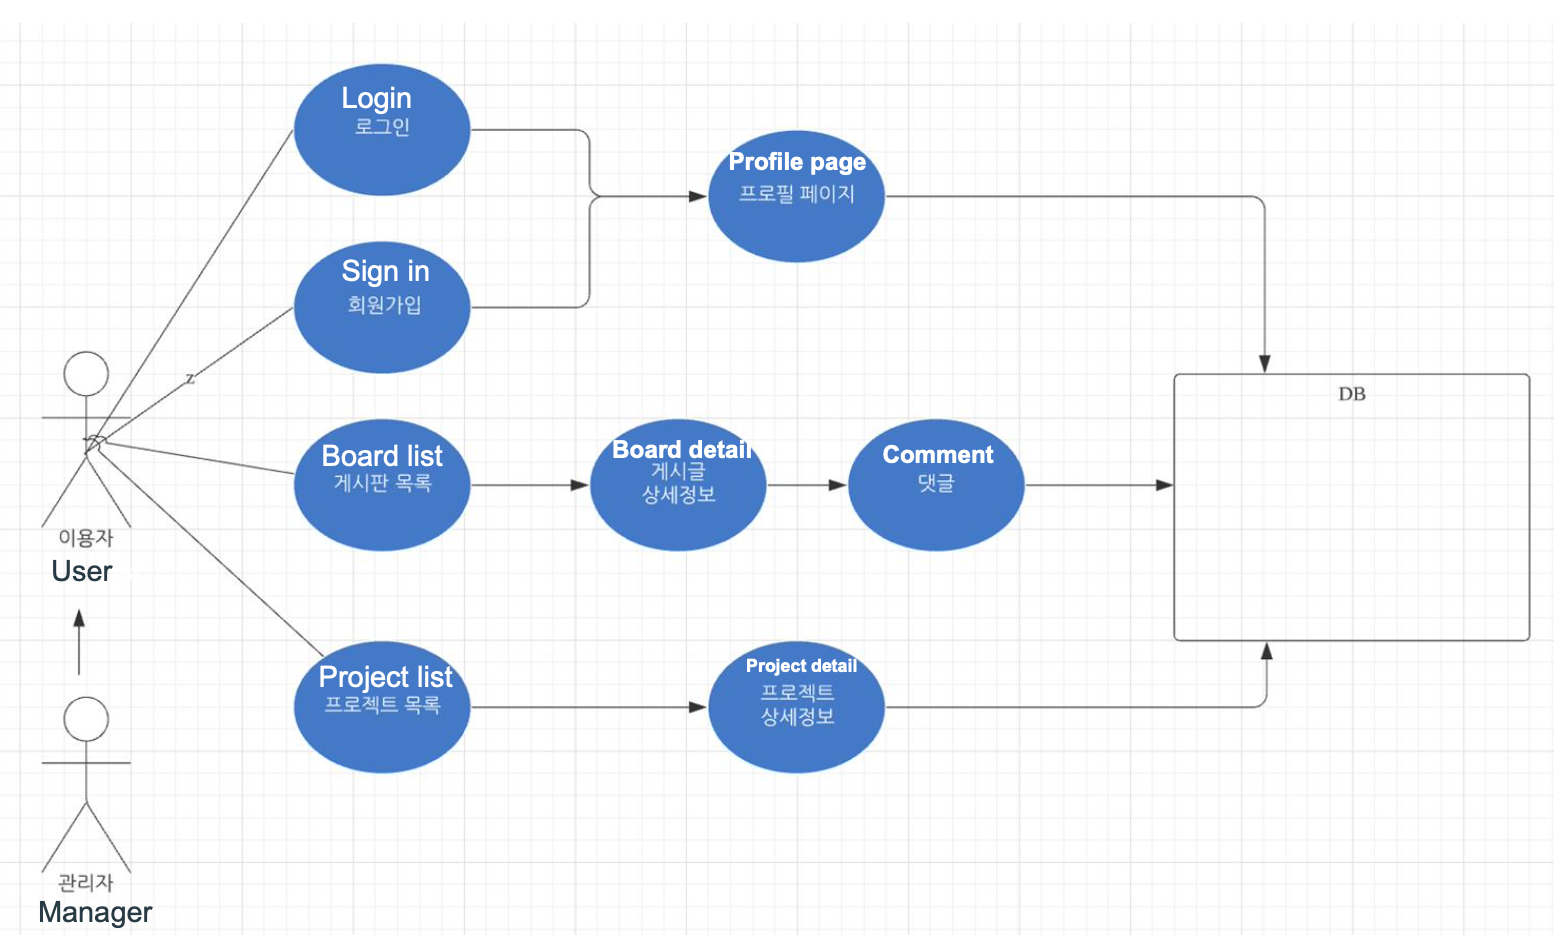 Login
로그인
Sign in
회원가입
Profile page
프로필 페이지
z
DB
Board list
게시판 목록
Board detail
게시글
상세정보
Comment
댓글
이용자
User
Project list
프로젝트 목록
Project detail
프로젝트
상세정보
관리자
Manager